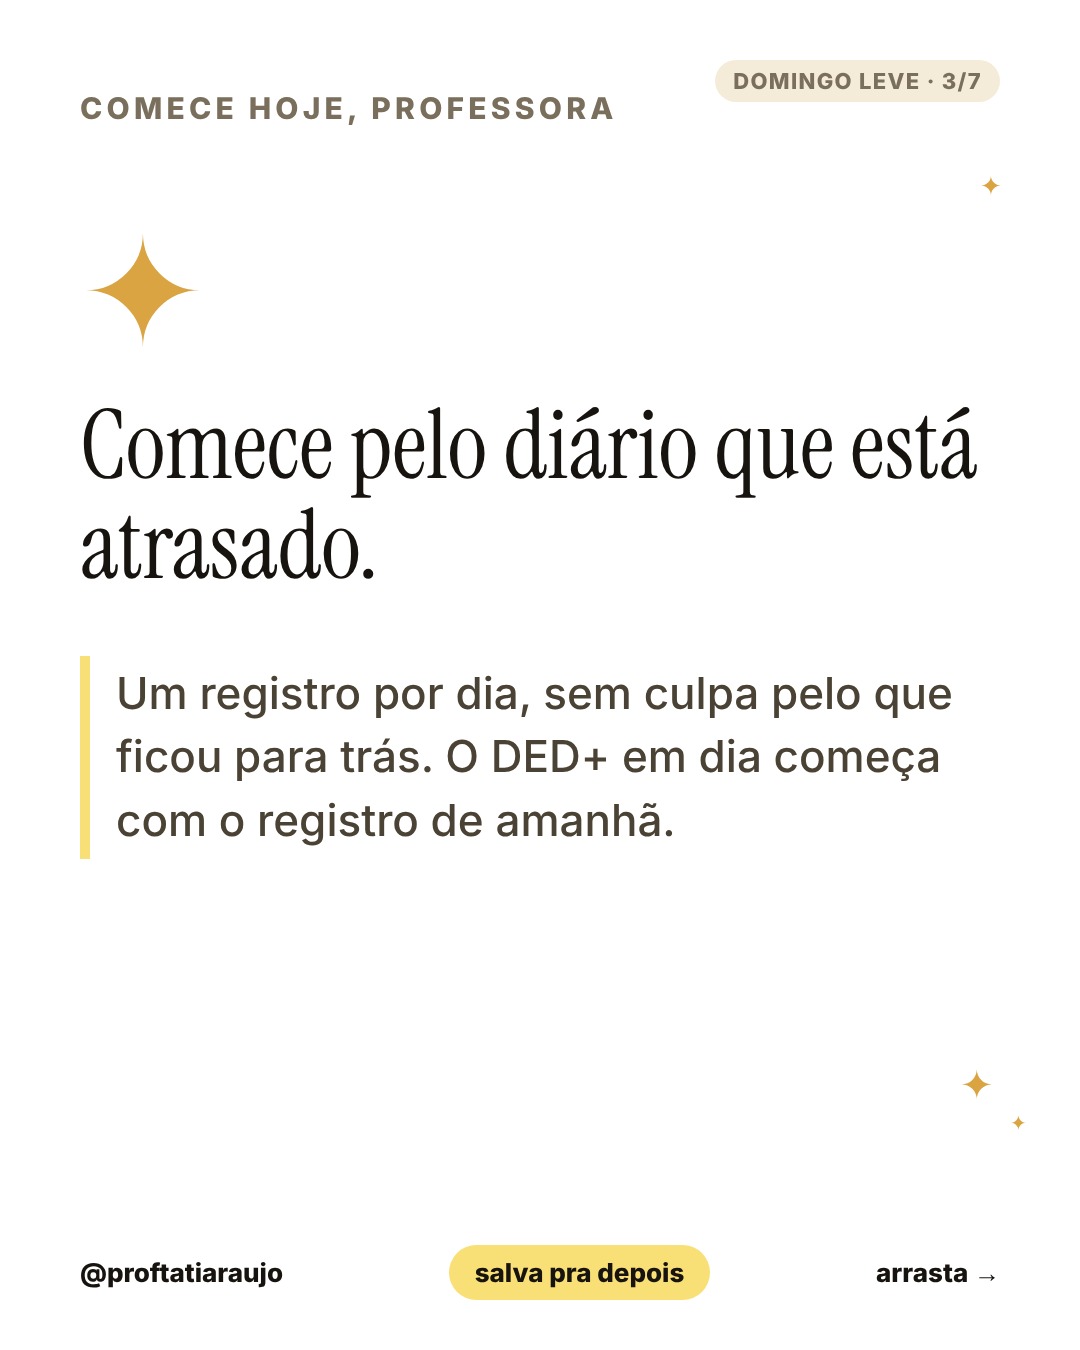 COMECE HOJE, PROFESSORA
DOMINGO LEVE · 3/7
Comece pelo diário que está
atrasado.
Um registro por dia, sem culpa pelo que
ficou para trás. O DED+ em dia começa
com o registro de amanhã.
@proftatiaraujo
salva pra depois
arrasta →